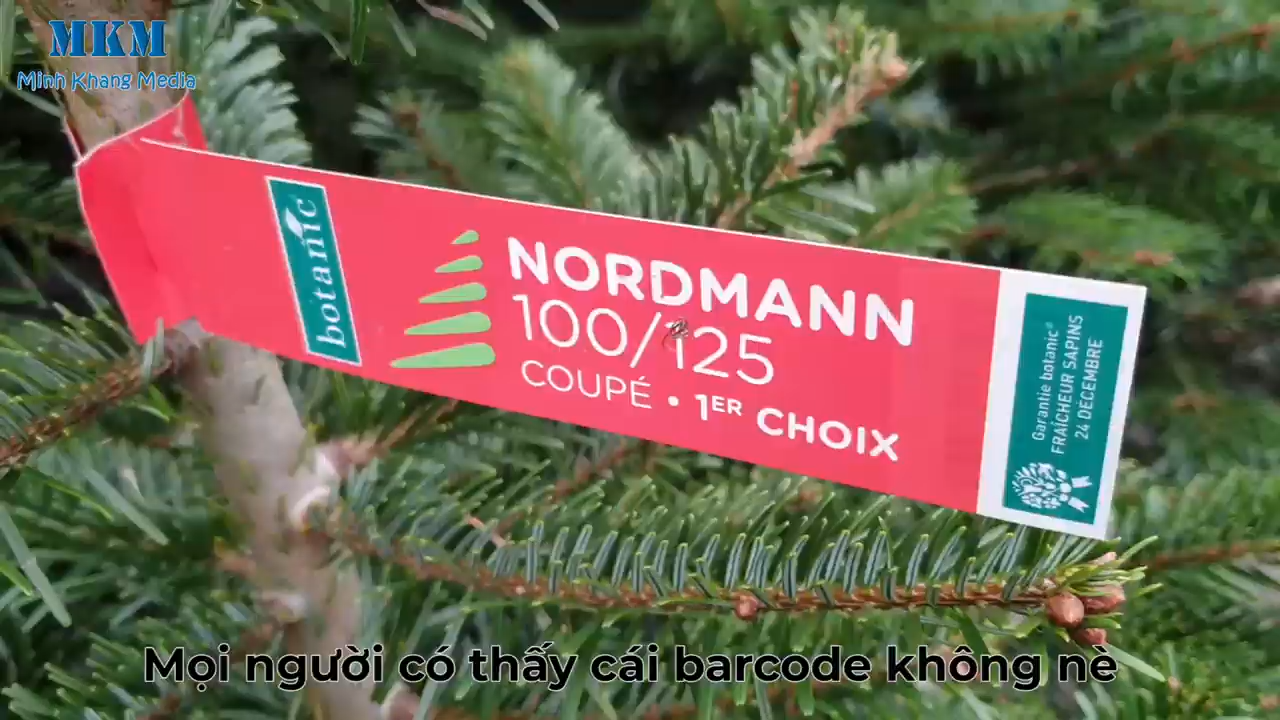 MKM
Minh Khang Media
botanic
NORDMANN
100/125
COUPÉ • 1ER CHOIX
Garantie botanic®
FRAÎCHEUR SAPINS
24 DÉCEMBRE
Mọi người có thấy cái barcode không nè